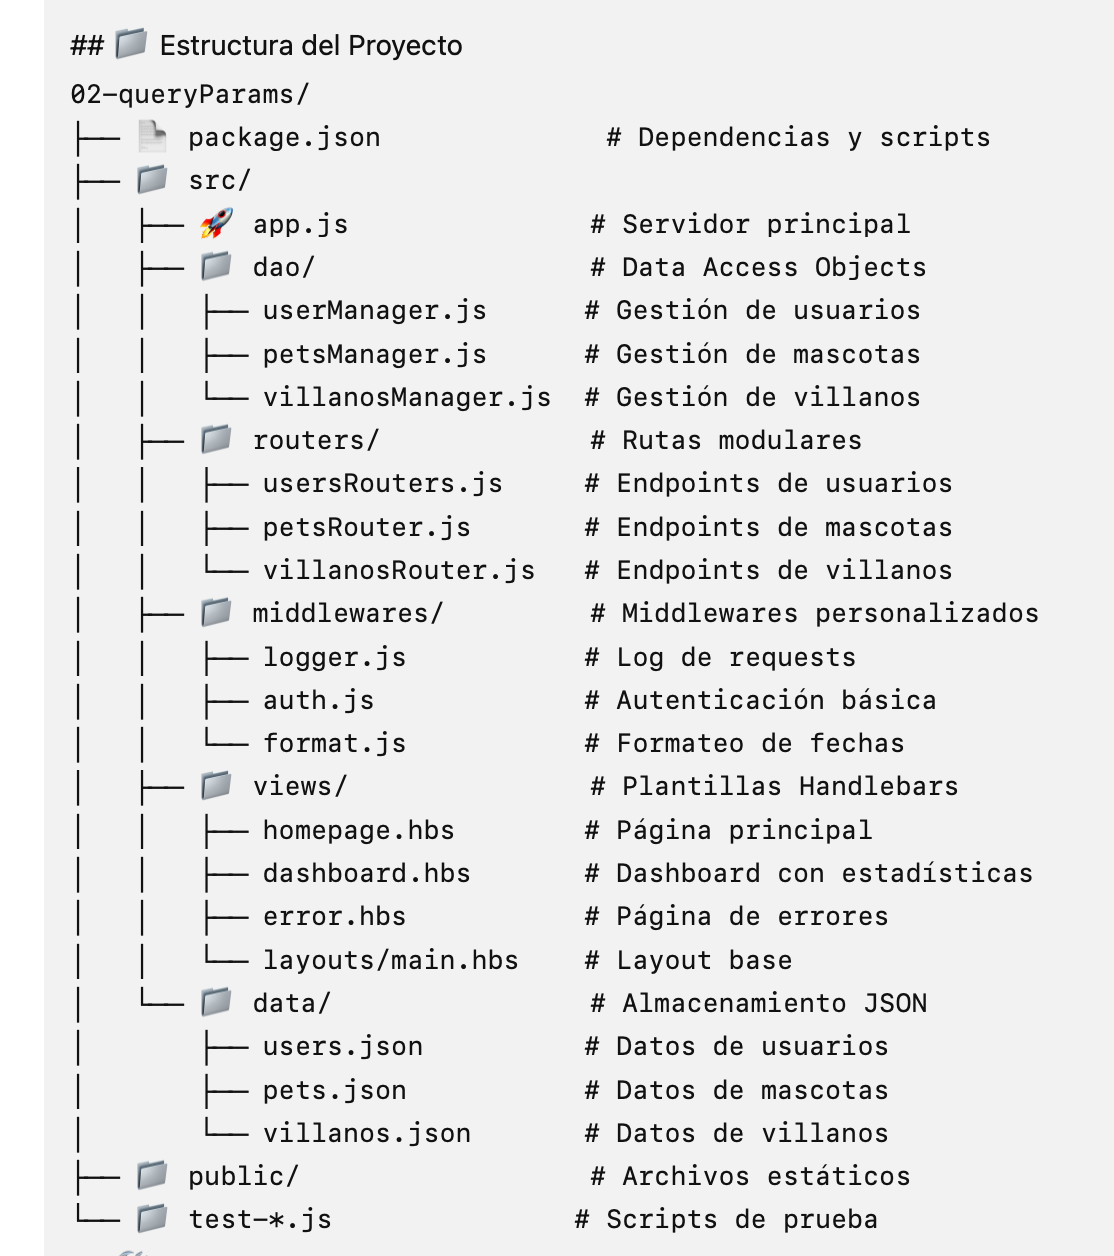 ## 📁 Estructura del Proyecto
02-queryParams/
├── 📄 package.json              # Dependencias y scripts
├── 📁 src/
│   ├── 🚀 app.js               # Servidor principal
│   ├── 📁 dao/                 # Data Access Objects
│   │   ├── userManager.js      # Gestión de usuarios
│   │   ├── petsManager.js      # Gestión de mascotas
│   │   └── villanosManager.js  # Gestión de villanos
│   ├── 📁 routers/             # Rutas modulares
│   │   ├── usersRouters.js     # Endpoints de usuarios
│   │   ├── petsRouter.js       # Endpoints de mascotas
│   │   └── villanosRouter.js   # Endpoints de villanos
│   ├── 📁 middlewares/         # Middlewares personalizados
│   │   ├── logger.js           # Log de requests
│   │   ├── auth.js             # Autenticación básica
│   │   └── format.js           # Formateo de fechas
│   ├── 📁 views/               # Plantillas Handlebars
│   │   ├── homepage.hbs        # Página principal
│   │   ├── dashboard.hbs       # Dashboard con estadísticas
│   │   ├── error.hbs           # Página de errores
│   │   └── layouts/main.hbs    # Layout base
│   └── 📁 data/                # Almacenamiento JSON
│       ├── users.json          # Datos de usuarios
│       ├── pets.json           # Datos de mascotas
│       └── villanos.json       # Datos de villanos
├── 📁 public/                  # Archivos estáticos
└── 📁 test-*.js               # Scripts de prueba